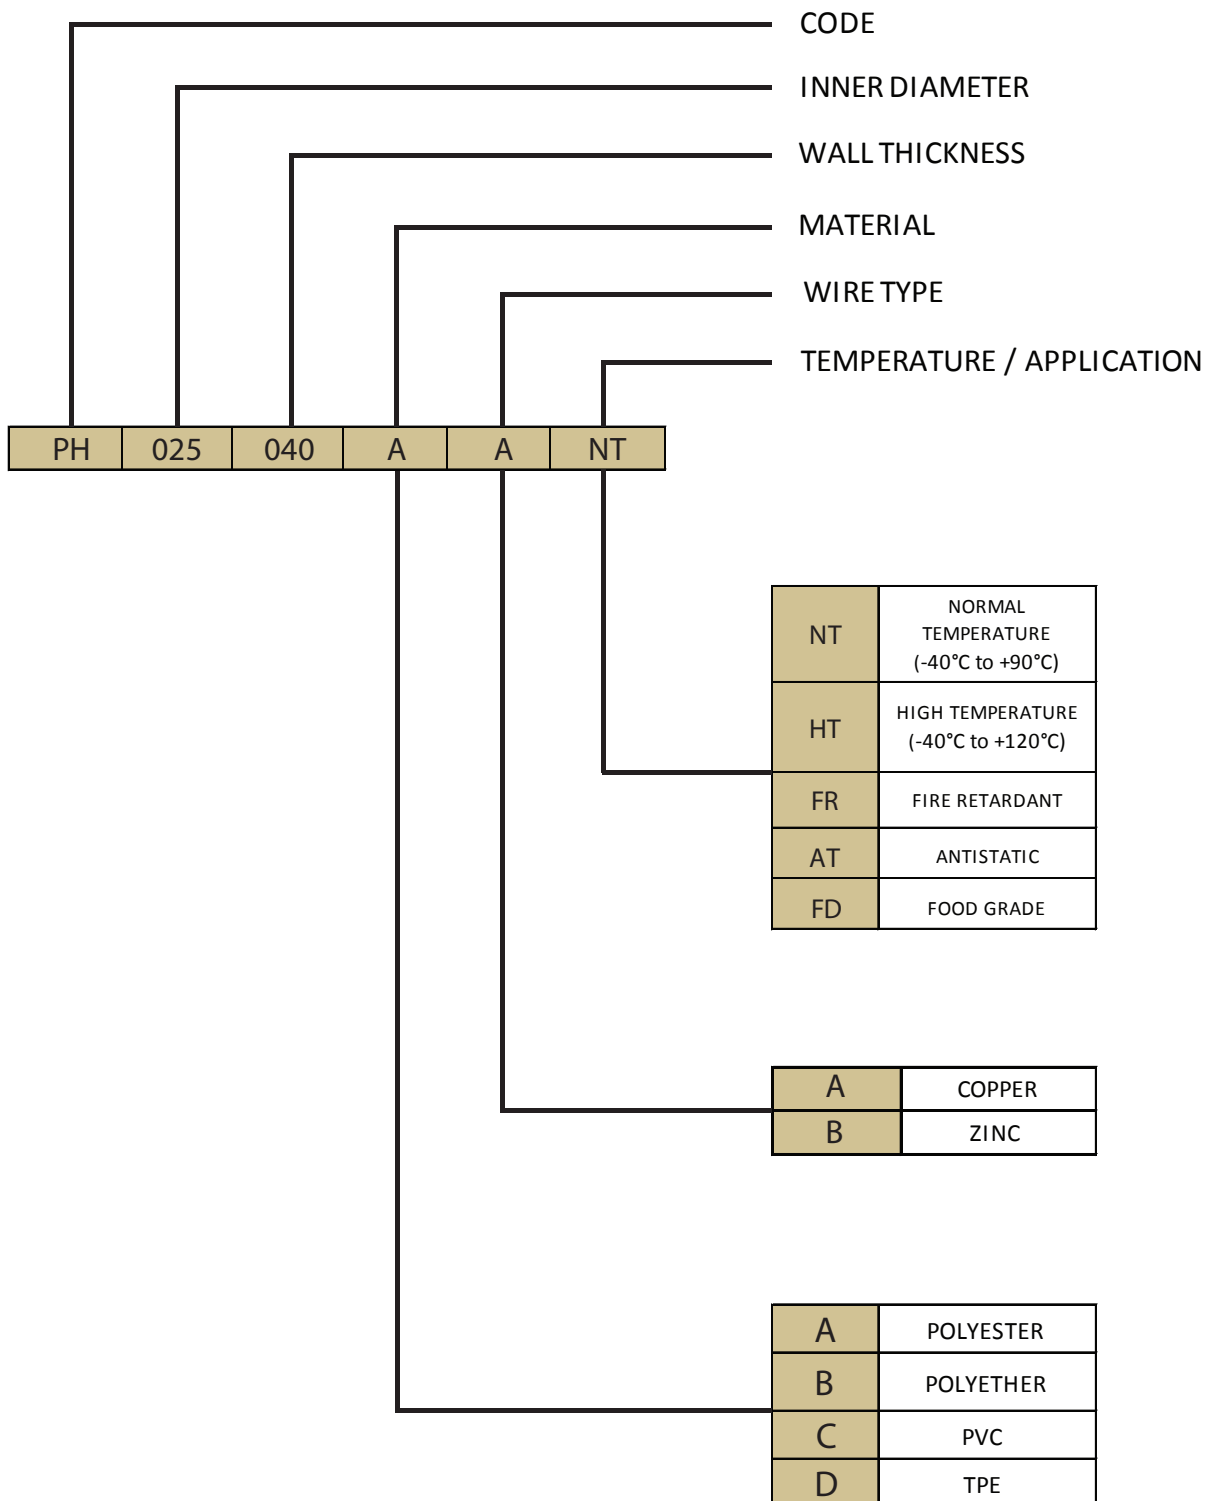 CODE
INNER DIAMETER
WALL THICKNESS
MATERIAL
WIRE TYPE
TEMPERATURE / APPLICATION
PH 025 040 A A NT
NT
NORMAL
TEMPERATURE
(-40°C to +90°C)
HT
HIGH TEMPERATURE
(-40°C to +120°C)
FR FIRE RETARDANT
AT ANTISTATIC
FD FOOD GRADE
A COPPER
B ZINC
A POLYESTER
B POLYETHER
C PVC
D TPE